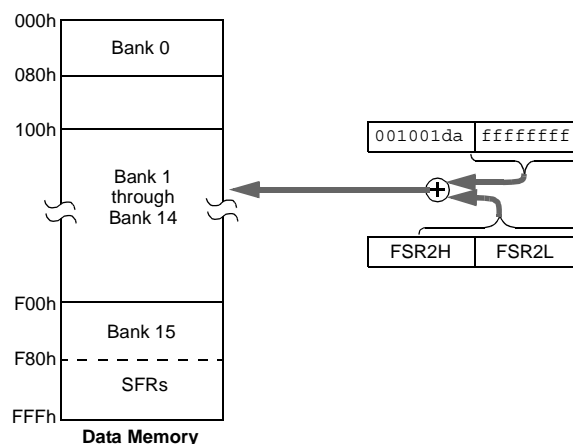 000h
Bank 0
080h
100h
001001da ffffffff
Bank 1
through
Bank 14
FSR2H FSR2L
F00h
Bank 15
F80h
SFRs
FFFh
Data Memory